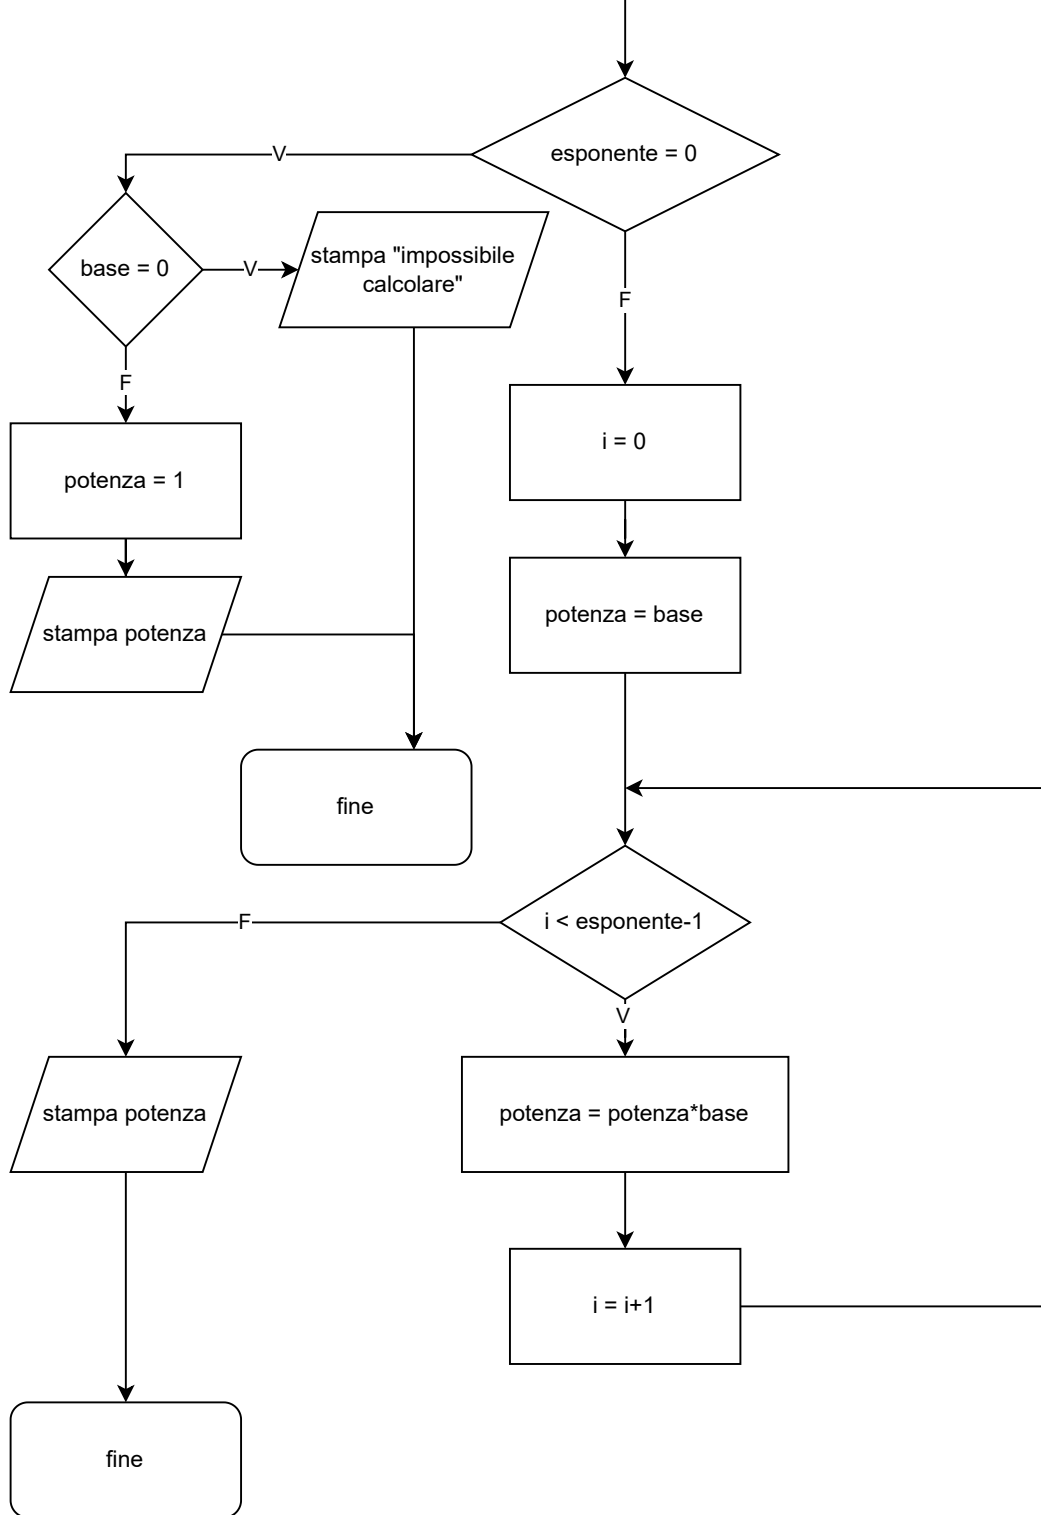 esponente = 0
V
base = 0
V
stampa "impossibile
calcolare"
F
F
potenza = 1
i = 0
stampa potenza
potenza = base
fine
i < esponente-1
F
V
stampa potenza
potenza = potenza*base
i = i+1
fine